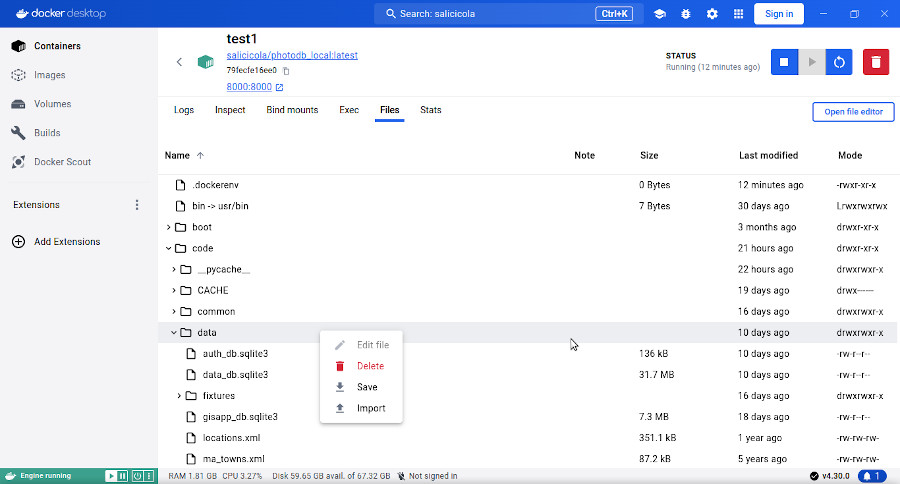 docker desktop
Search: salicicola
Ctrl+K
Sign in
Containers
Images
Volumes
Builds
Docker Scout
Extensions
Add Extensions
test1
salicicola/photodb_local:latest
79fecfe16ee0
8000:8000
STATUS
Running (12 minutes ago)
Logs Inspect Bind mounts Exec Files Stats
Open file editor
Name Note Size Last modified Mode
.dockerenv 0 Bytes 12 minutes ago -rwxr-xr-x
bin -> usr/bin 7 Bytes 30 days ago Lrwxrwxrwx
boot 3 months ago drwxr-xr-x
code 21 hours ago drwxr-xr-x
__pycache__ 22 hours ago drwxrwxr-x
CACHE 19 days ago drwx------
common 16 days ago drwxrwxr-x
data 10 days ago drwxrwxr-x
auth_db.sqlite3 136 kB 10 days ago -rw-r--r--
data_db.sqlite3 31.7 MB 10 days ago -rw-r--r--
fixtures 16 days ago drwxrwxr-x
gisapp_db.sqlite3 7.3 MB 18 days ago -rw-r--r--
locations.xml 351.1 kB 1 year ago -rw-rw-rw-
ma_towns.xml 87.2 kB 5 years ago -rw-rw-rw-
Edit file
Delete
Save
Import
Engine running
RAM 1.81 GB CPU 3.27% Disk 59.65 GB avail. of 67.32 GB Not signed in
v4.30.0
1